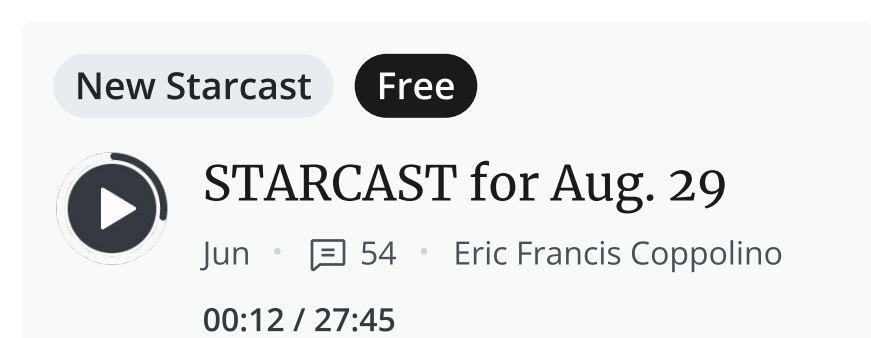 New Starcast Free
STARCAST for Aug. 29
Jun • 54 • Eric Francis Coppolino
00:12 / 27:45